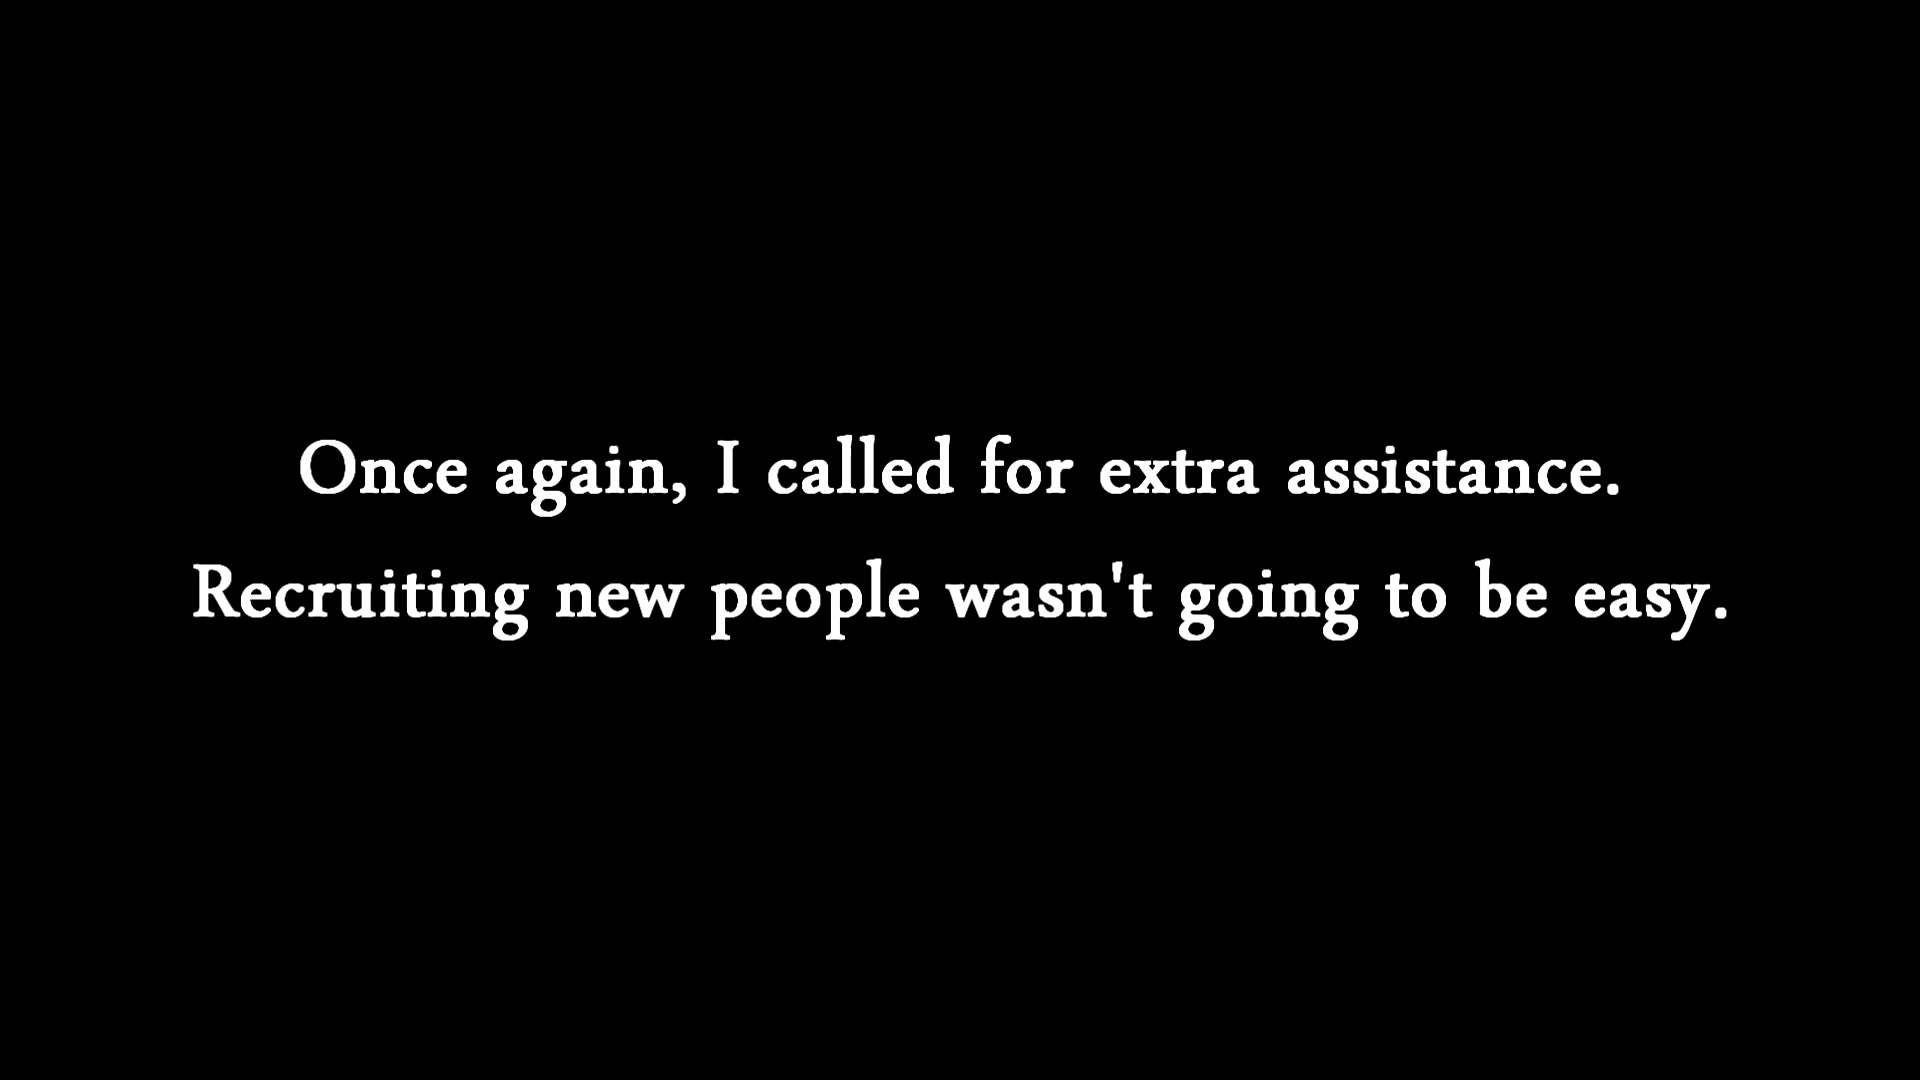 Once again, I called for extra assistance.
Recruiting new people wasn't going to be easy.